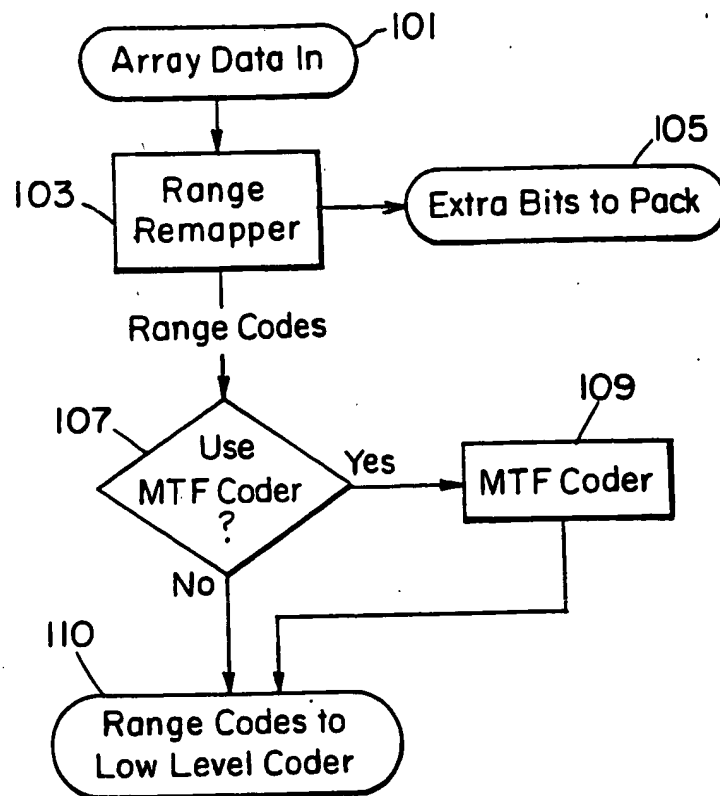 101
Array Data In
105
103
Range
Remapper
Extra Bits to Pack
Range Codes
109
107
Use
MTF Coder
?
Yes
MTF Coder
No
110
Range Codes to
Low Level Coder